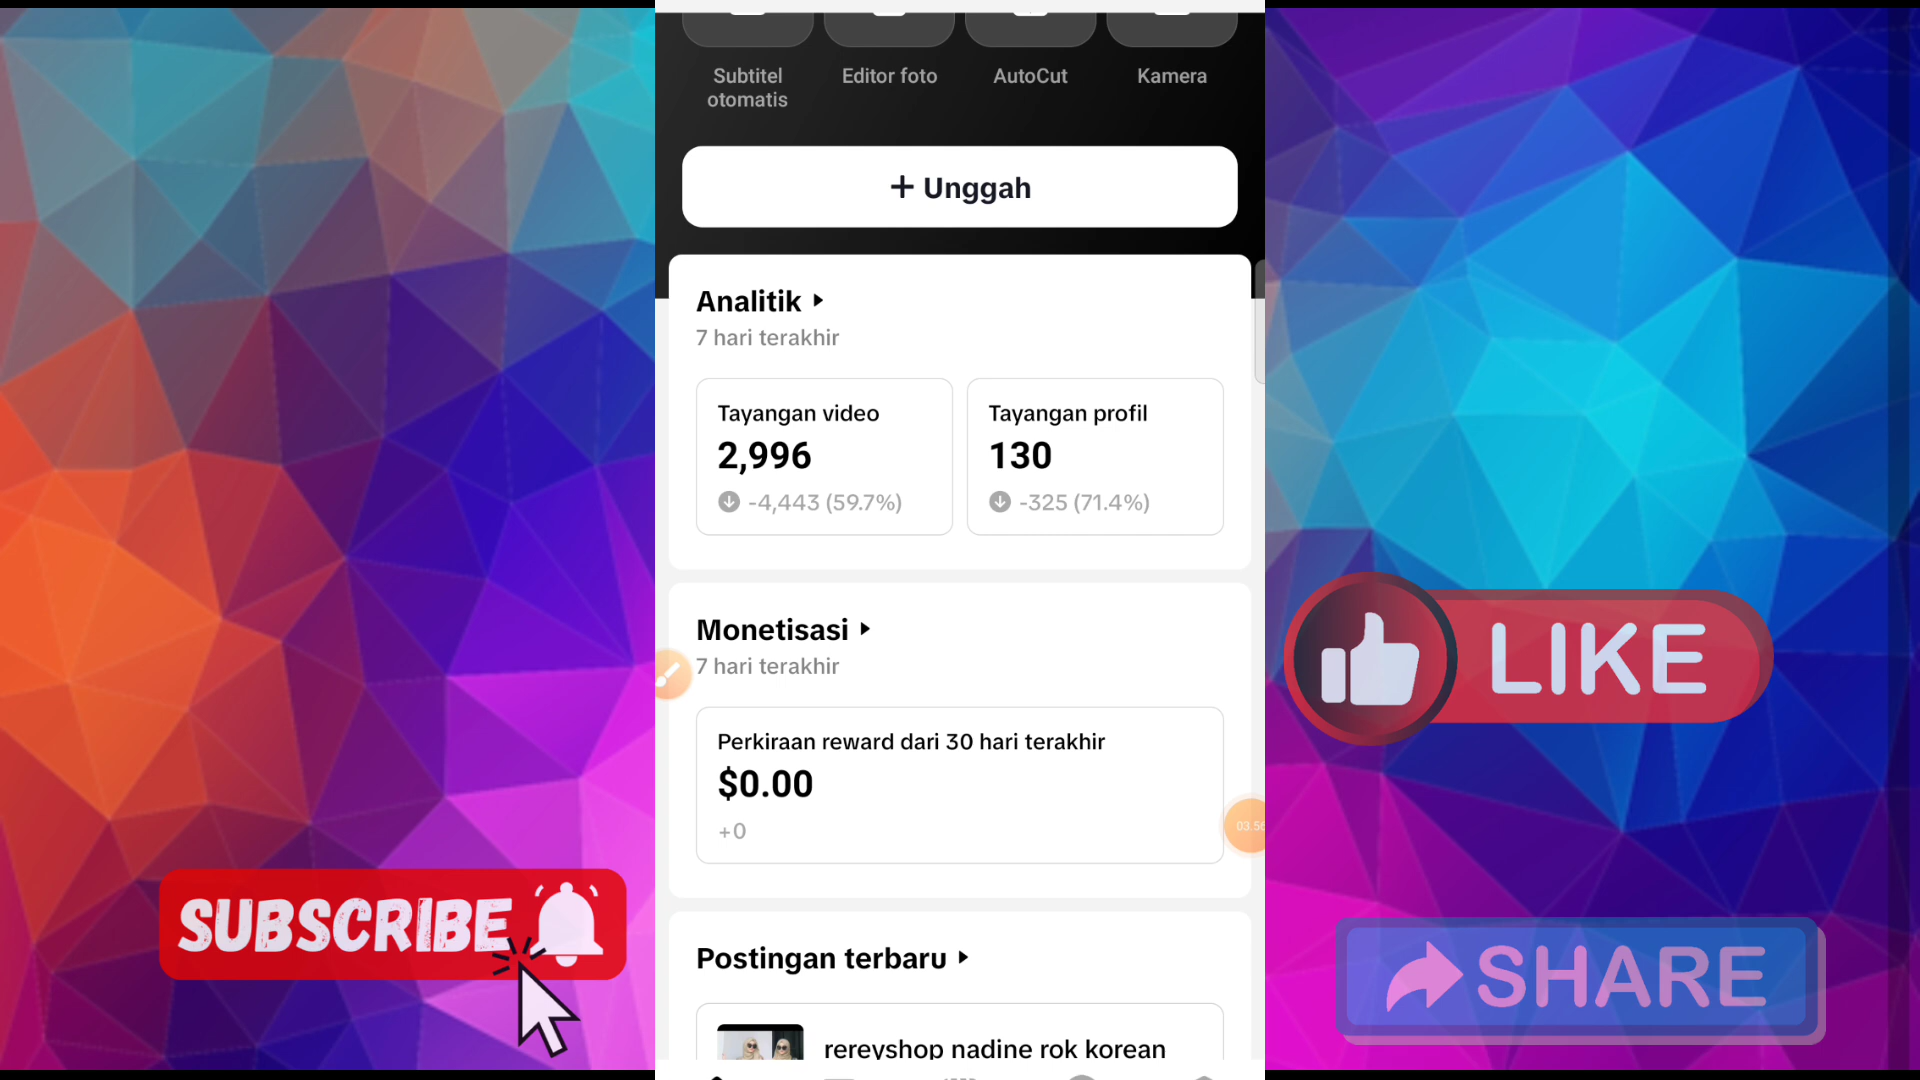 Subtitel
otomatis
Editor foto
AutoCut
Kamera
+ Unggah
Analitik
7 hari terakhir
Tayangan video
2,996
-4,443 (59.7%)
Tayangan profil
130
-325 (71.4%)
Monetisasi
7 hari terakhir
Perkiraan reward dari 30 hari terakhir
$0.00
+0
03:56
Postingan terbaru
rereyshop nadine rok korean
SUBSCRIBE
LIKE
SHARE